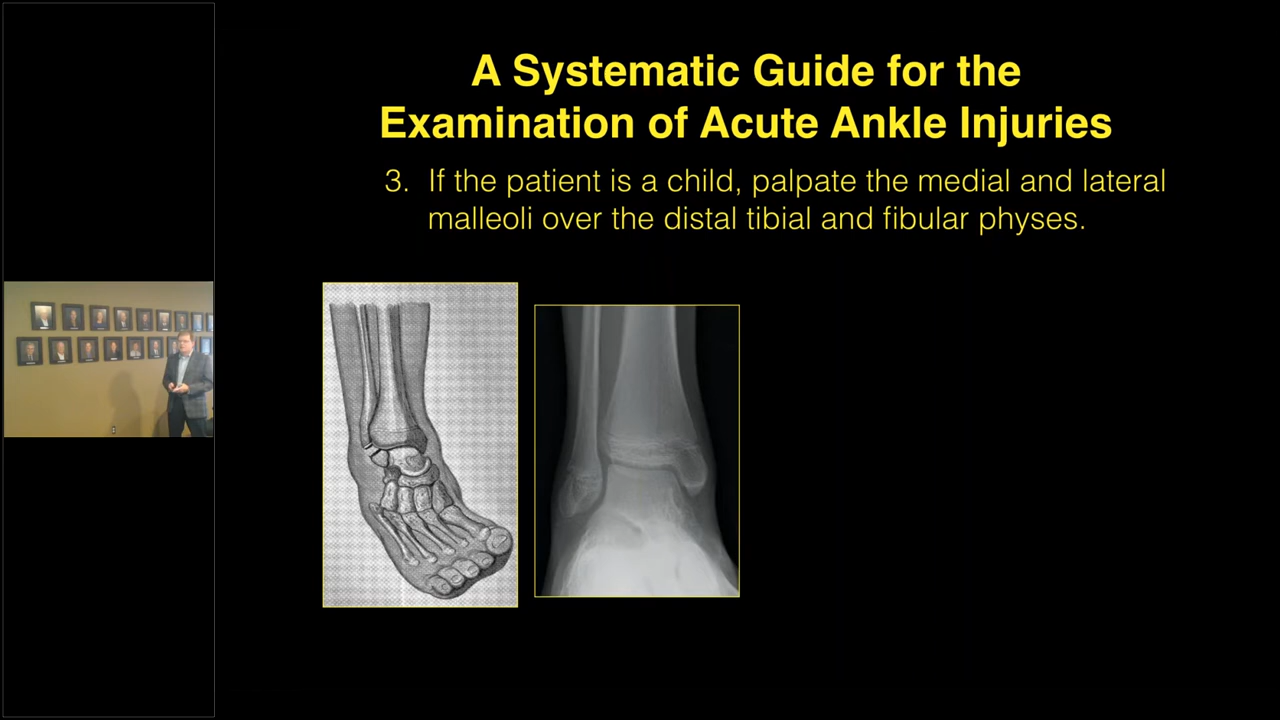 A Systematic Guide for the
Examination of Acute Ankle Injuries
3. If the patient is a child, palpate the medial and lateral
malleoli over the distal tibial and fibular physes.